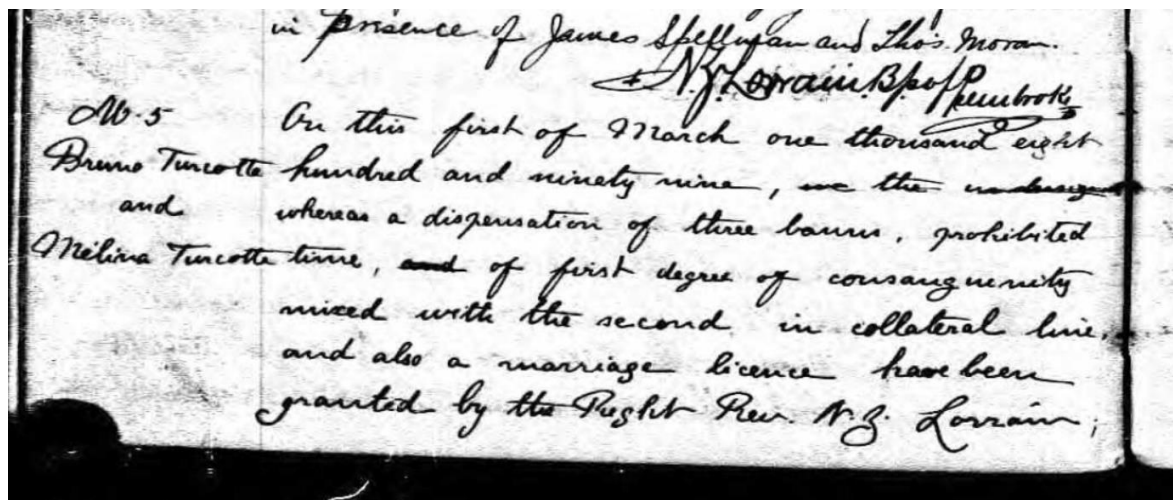 in presence of James Spellman and Thos. Moran.
+ N. Z. Lorrain, Bp of Pembroke
M. 5
Bruno Turcotte
and
Mélina Turcotte
On this first of March one thousand eight
hundred and ninety nine, we the undersigned
whereas a dispensation of three banns, prohibited
time, and of first degree of consanguinity
mixed with the second in collateral line,
and also a marriage licence have been
granted by the Right Rev. N. Z. Lorrain;